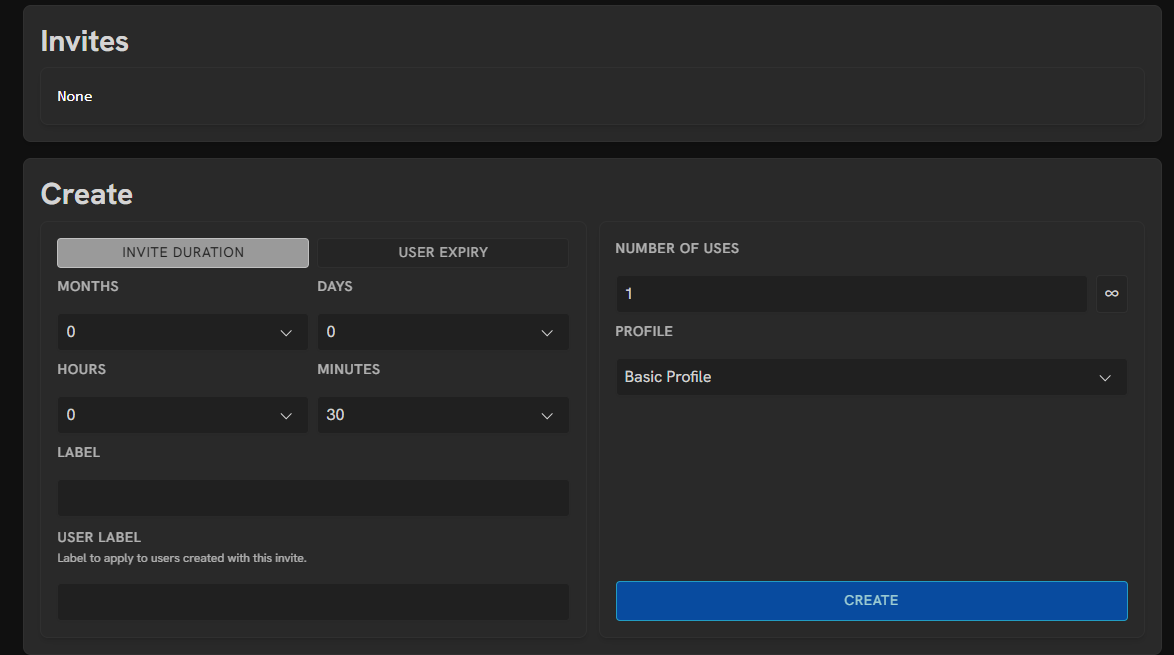 Invites
None
Create
INVITE DURATION
USER EXPIRY
MONTHS
DAYS
0
0
HOURS
MINUTES
0
30
LABEL
USER LABEL
Label to apply to users created with this invite.
NUMBER OF USES
1
∞
PROFILE
Basic Profile
CREATE